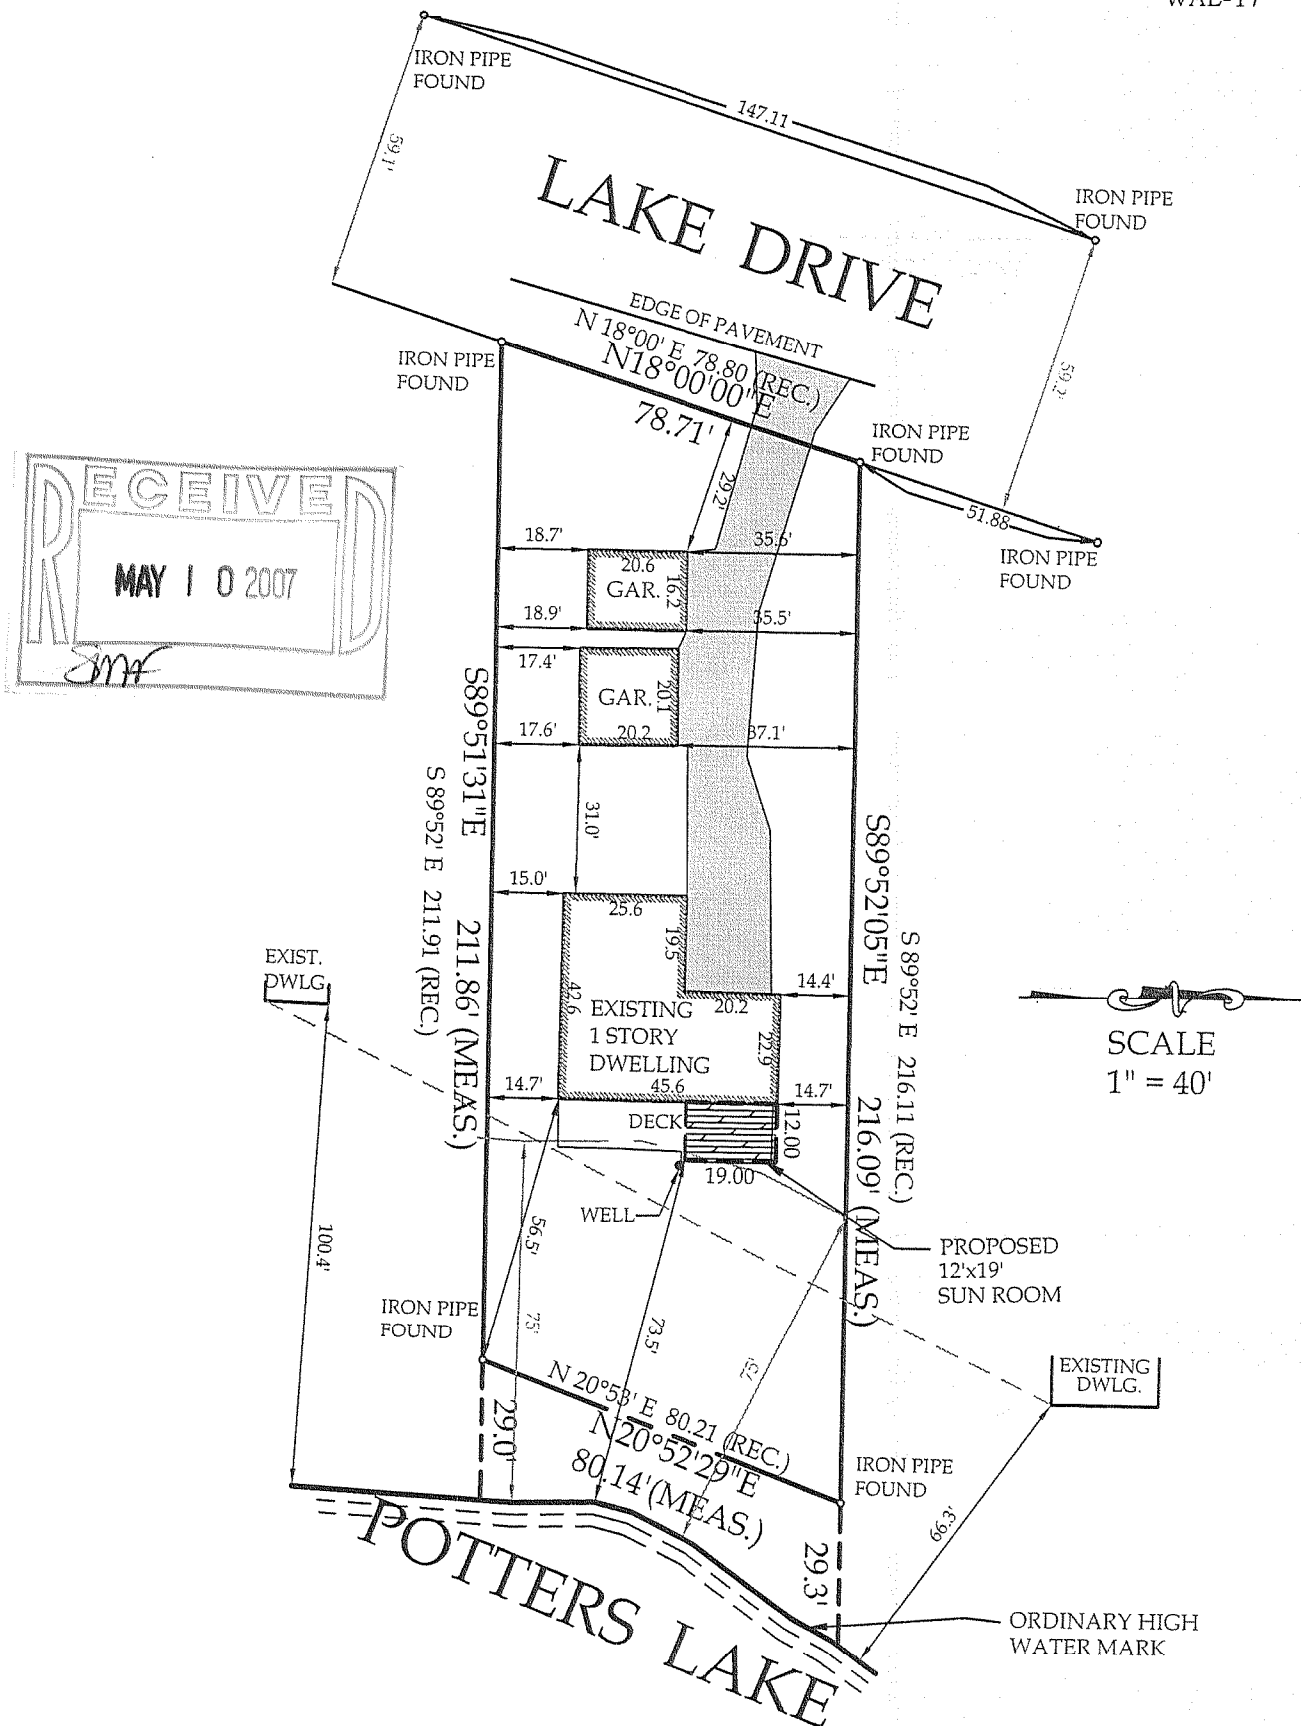 WAL-17
IRON PIPE
FOUND
147.11
59.1'
LAKE DRIVE
IRON PIPE
FOUND
59.2'
EDGE OF PAVEMENT
N 18°00' E 78.80 (REC.)
N18°00'00"E
78.71'
IRON PIPE
FOUND
IRON PIPE
FOUND
51.88
IRON PIPE
FOUND
29.2'
RECEIVED
MAY 10 2007
18.7'
35.6'
20.6
GAR.
16.2
18.9'
35.5'
17.4'
GAR.
20.1
17.6'
20.2
37.1'
31.0'
S89°51'31"E
211.86' (MEAS.)
S 89°52' E 211.91 (REC.)
S89°52'05"E
216.09' (MEAS.)
S 89°52' E 216.11 (REC.)
15.0'
25.6
19.5
42.6
14.4'
20.2
EXISTING
1 STORY
DWELLING
22.9
45.6
14.7'
14.7'
EXIST.
DWLG.
SCALE
1" = 40'
DECK
12.00
19.00
WELL
PROPOSED
12'x19'
SUN ROOM
100.4'
56.5'
75'
73.5'
75'
IRON PIPE
FOUND
EXISTING
DWLG.
N 20°53' E 80.21 (REC.)
N20°52'29"E
80.14'(MEAS.)
29.0'
IRON PIPE
FOUND
66.3'
29.3'
ORDINARY HIGH
WATER MARK
POTTERS LAKE